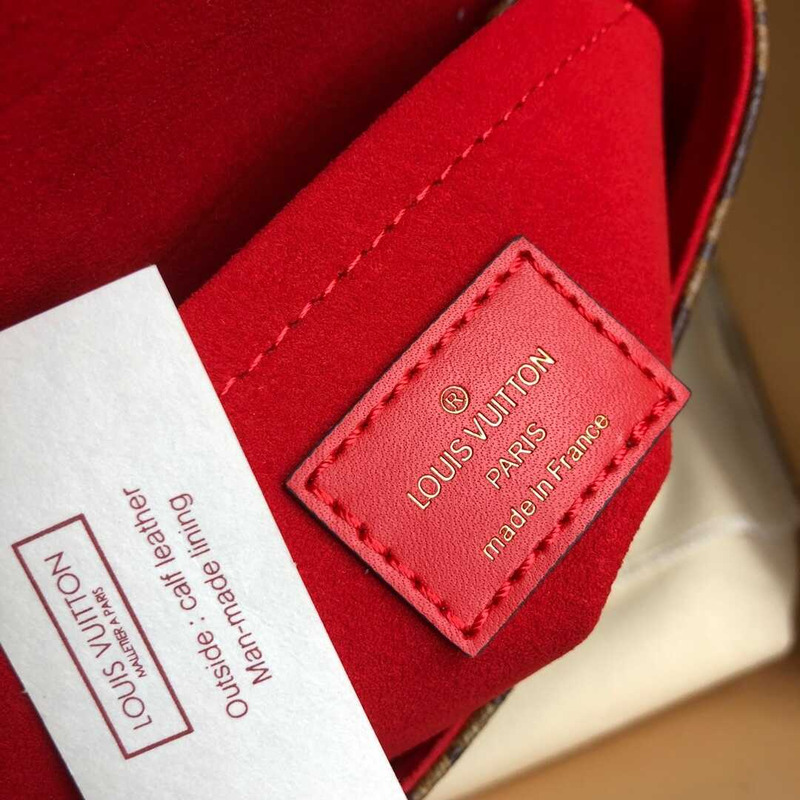 ®
LOUIS VUITTON
PARIS
made In France
LOUIS VUITTON
MALLETIER A PARIS
Outside : calf leather
Man-made lining